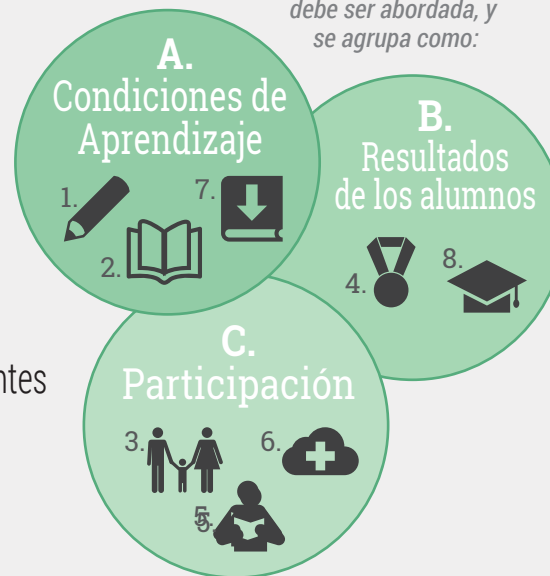 debe ser abordada, y
se agrupa como:
A.
Condiciones de
Aprendizaje
1.
7.
2.
B.
Resultados
de los alumnos
4.
8.
ntes
C.
Participación
3.
6.
5.